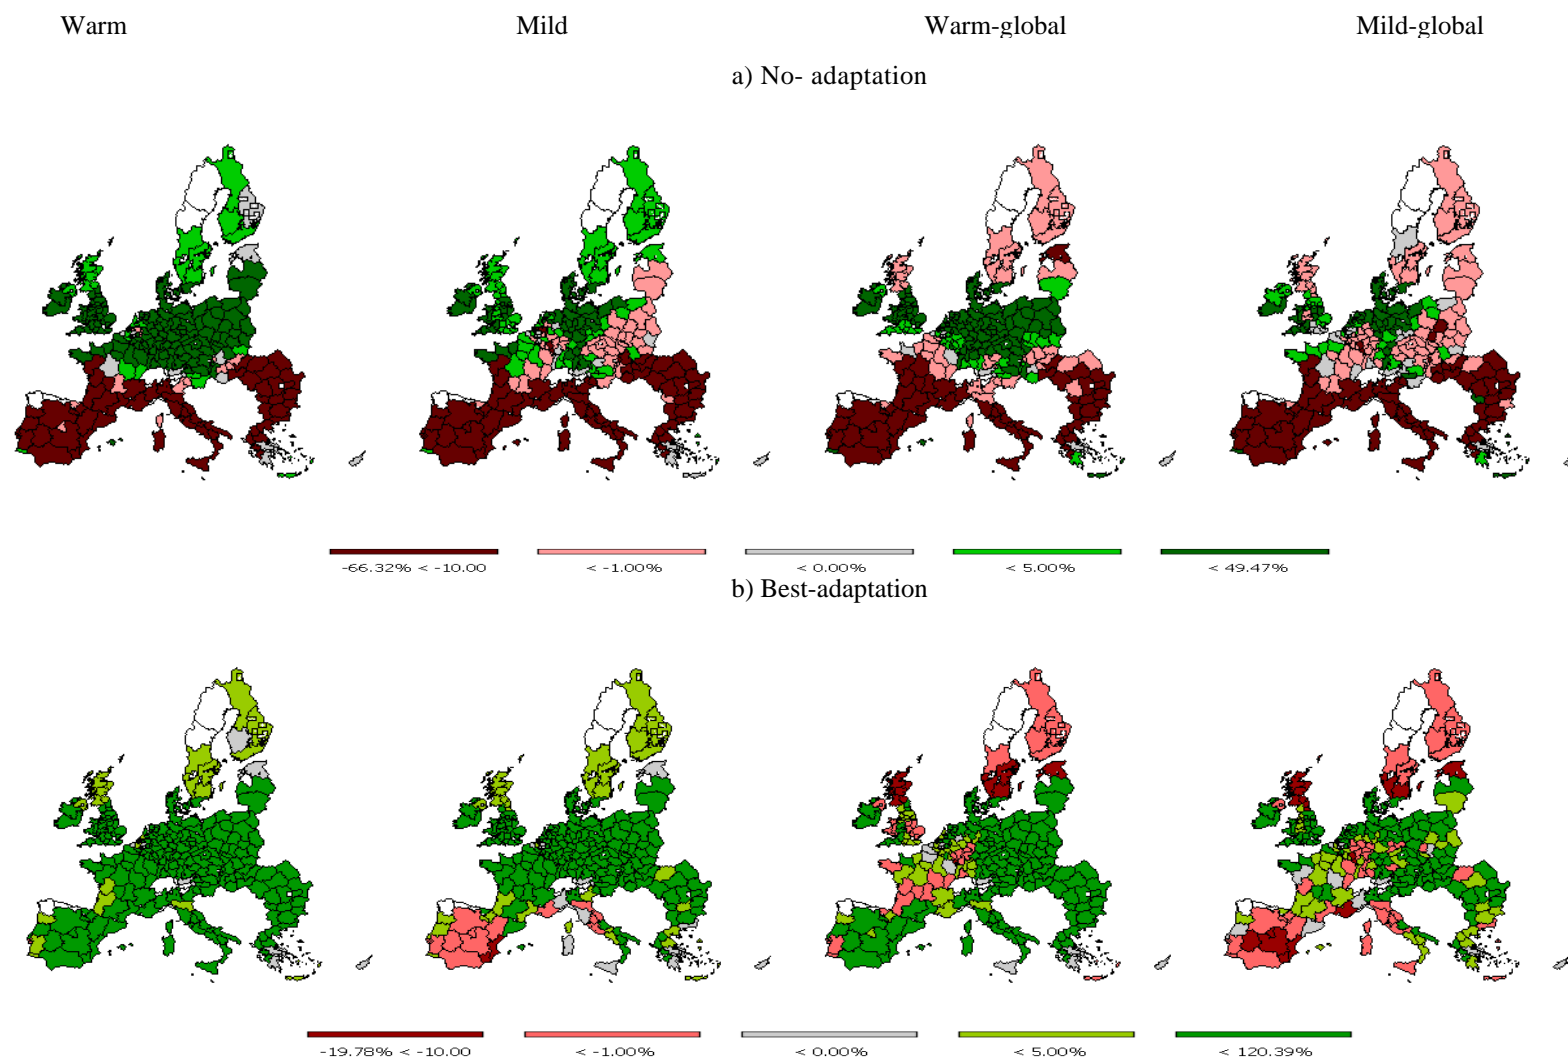 Warm Mild Warm-global Mild-global
a) No- adaptation
-66.32% < -10.00 < -1.00% < 0.00% < 5.00% < 49.47%
b) Best-adaptation
-19.78% < -10.00 < -1.00% < 0.00% < 5.00% < 120.39%